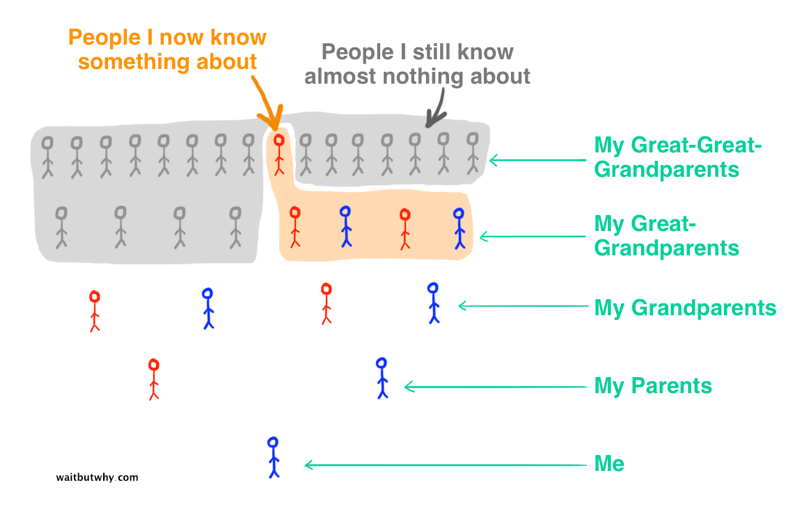 People I now know
something about
People I still know
almost nothing about
My Great-Great-
Grandparents
My Great-
Grandparents
My Grandparents
My Parents
Me
waitbutwhy.com